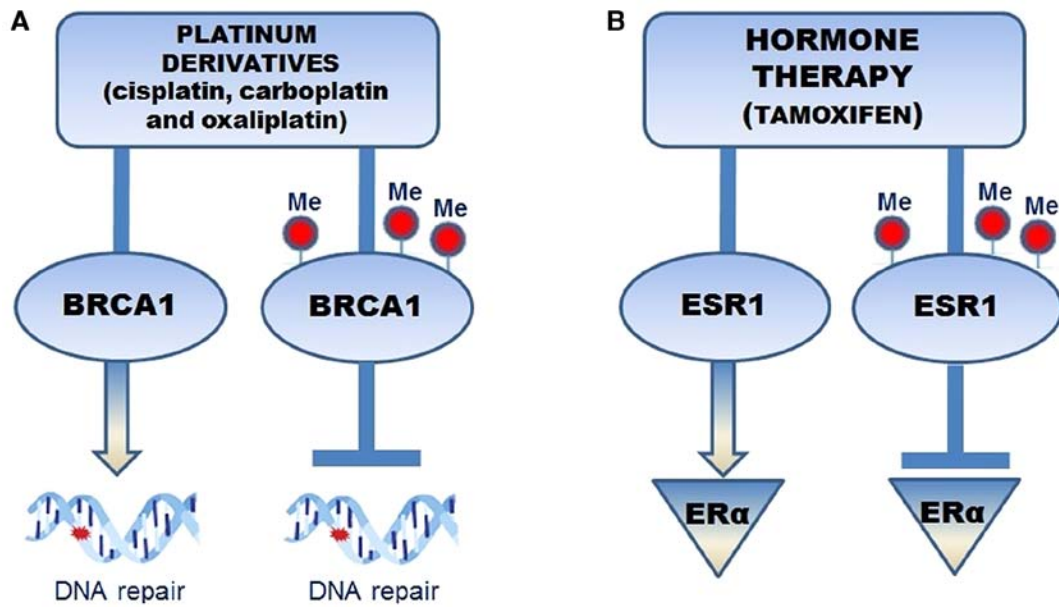 A
PLATINUM
DERIVATIVES
(cisplatin, carboplatin
and oxaliplatin)
Me
Me
Me
BRCA1
BRCA1
DNA repair
DNA repair
B
HORMONE
THERAPY
(TAMOXIFEN)
Me
Me
Me
ESR1
ESR1
ERα
ERα